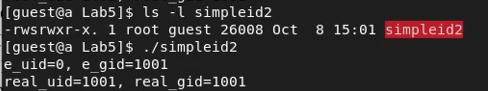 [guest@a Lab5]$ ls -l simpleid2
-rwsrwxr-x. 1 root guest 26008 Oct  8 15:01 simpleid2
[guest@a Lab5]$ ./simpleid2
e_uid=0, e_gid=1001
real_uid=1001, real_gid=1001